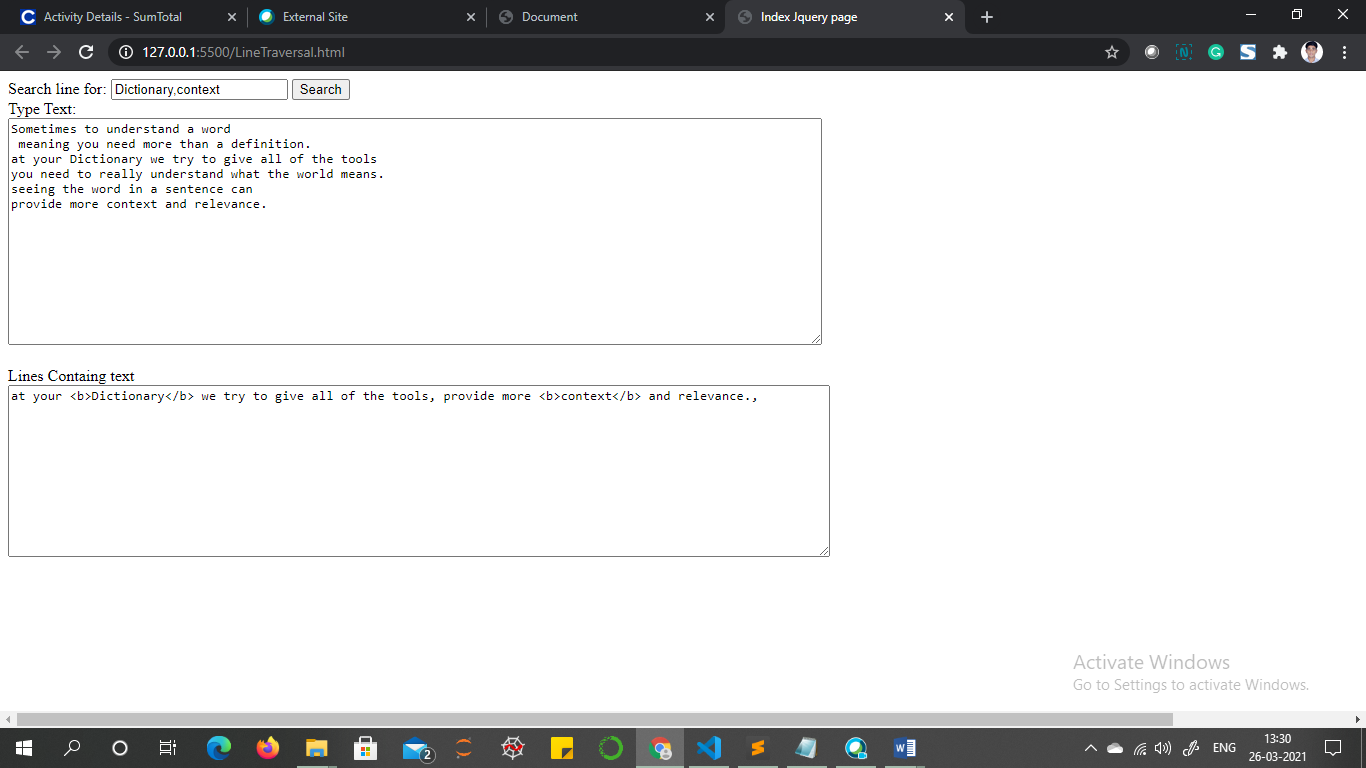 Activity Details - SumTotal
External Site
Document
Index Jquery page
127.0.0.1:5500/LineTraversal.html
Search line for: Dictionary,context Search
Type Text:
Sometimes to understand a word
meaning you need more than a definition.
at your Dictionary we try to give all of the tools
you need to really understand what the world means.
seeing the word in a sentence can
provide more context and relevance.
Lines Containg text
at your <b>Dictionary</b> we try to give all of the tools, provide more <b>context</b> and relevance.,
Activate Windows
Go to Settings to activate Windows.
2
ENG
13:30
26-03-2021